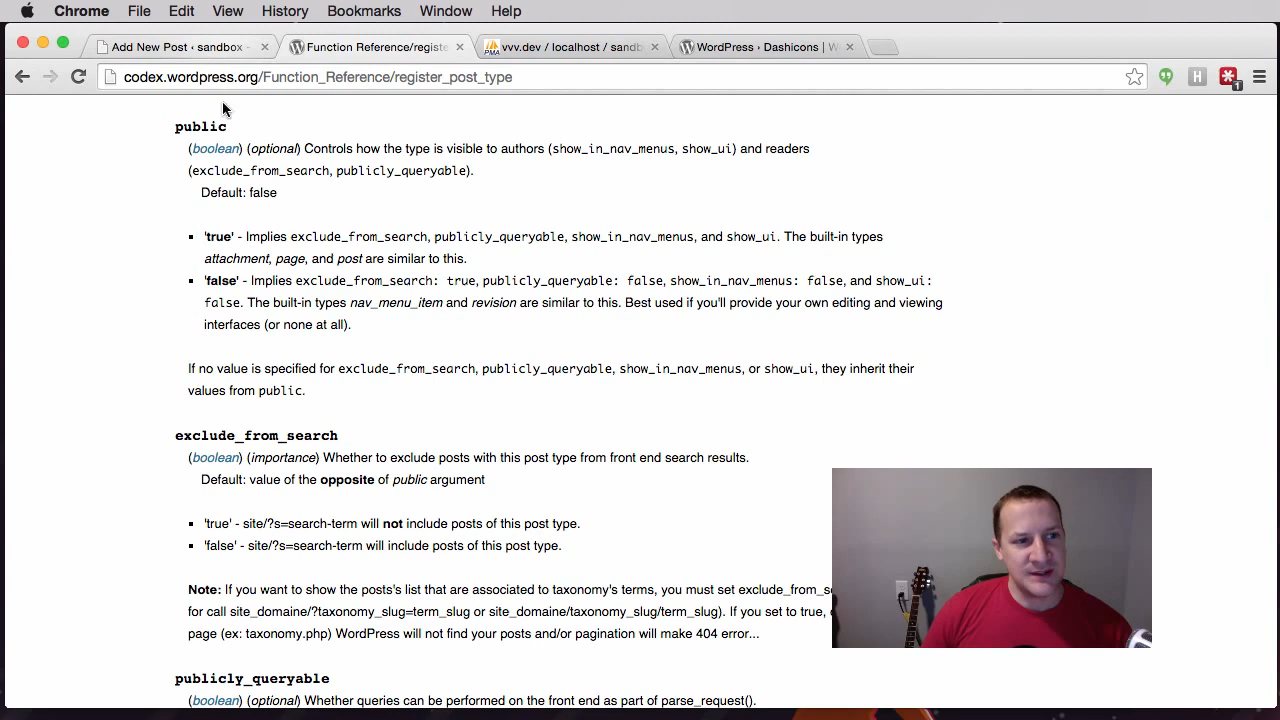 Chrome File Edit View History Bookmarks Window Help
Add New Post ‹ sandbox - Function Reference/registe vvv.dev / localhost / sandb WordPress › Dashicons | W
codex.wordpress.org/Function_Reference/register_post_type H 1
public
(boolean) (optional) Controls how the type is visible to authors (show_in_nav_menus, show_ui) and readers
(exclude_from_search, publicly_queryable).
Default: false
'true' - Implies exclude_from_search, publicly_queryable, show_in_nav_menus, and show_ui. The built-in types
attachment, page, and post are similar to this.
'false' - Implies exclude_from_search: true, publicly_queryable: false, show_in_nav_menus: false, and show_ui:
false. The built-in types nav_menu_item and revision are similar to this. Best used if you'll provide your own editing and viewing
interfaces (or none at all).
If no value is specified for exclude_from_search, publicly_queryable, show_in_nav_menus, or show_ui, they inherit their
values from public.
exclude_from_search
(boolean) (importance) Whether to exclude posts with this post type from front end search results.
Default: value of the opposite of public argument
'true' - site/?s=search-term will not include posts of this post type.
'false' - site/?s=search-term will include posts of this post type.
Note: If you want to show the posts's list that are associated to taxonomy's terms, you must set exclude_from_s
for call site_domaine/?taxonomy_slug=term_slug or site_domaine/taxonomy_slug/term_slug). If you set to true,
page (ex: taxonomy.php) WordPress will not find your posts and/or pagination will make 404 error...
publicly_queryable
(boolean) (optional) Whether queries can be performed on the front end as part of parse_request().